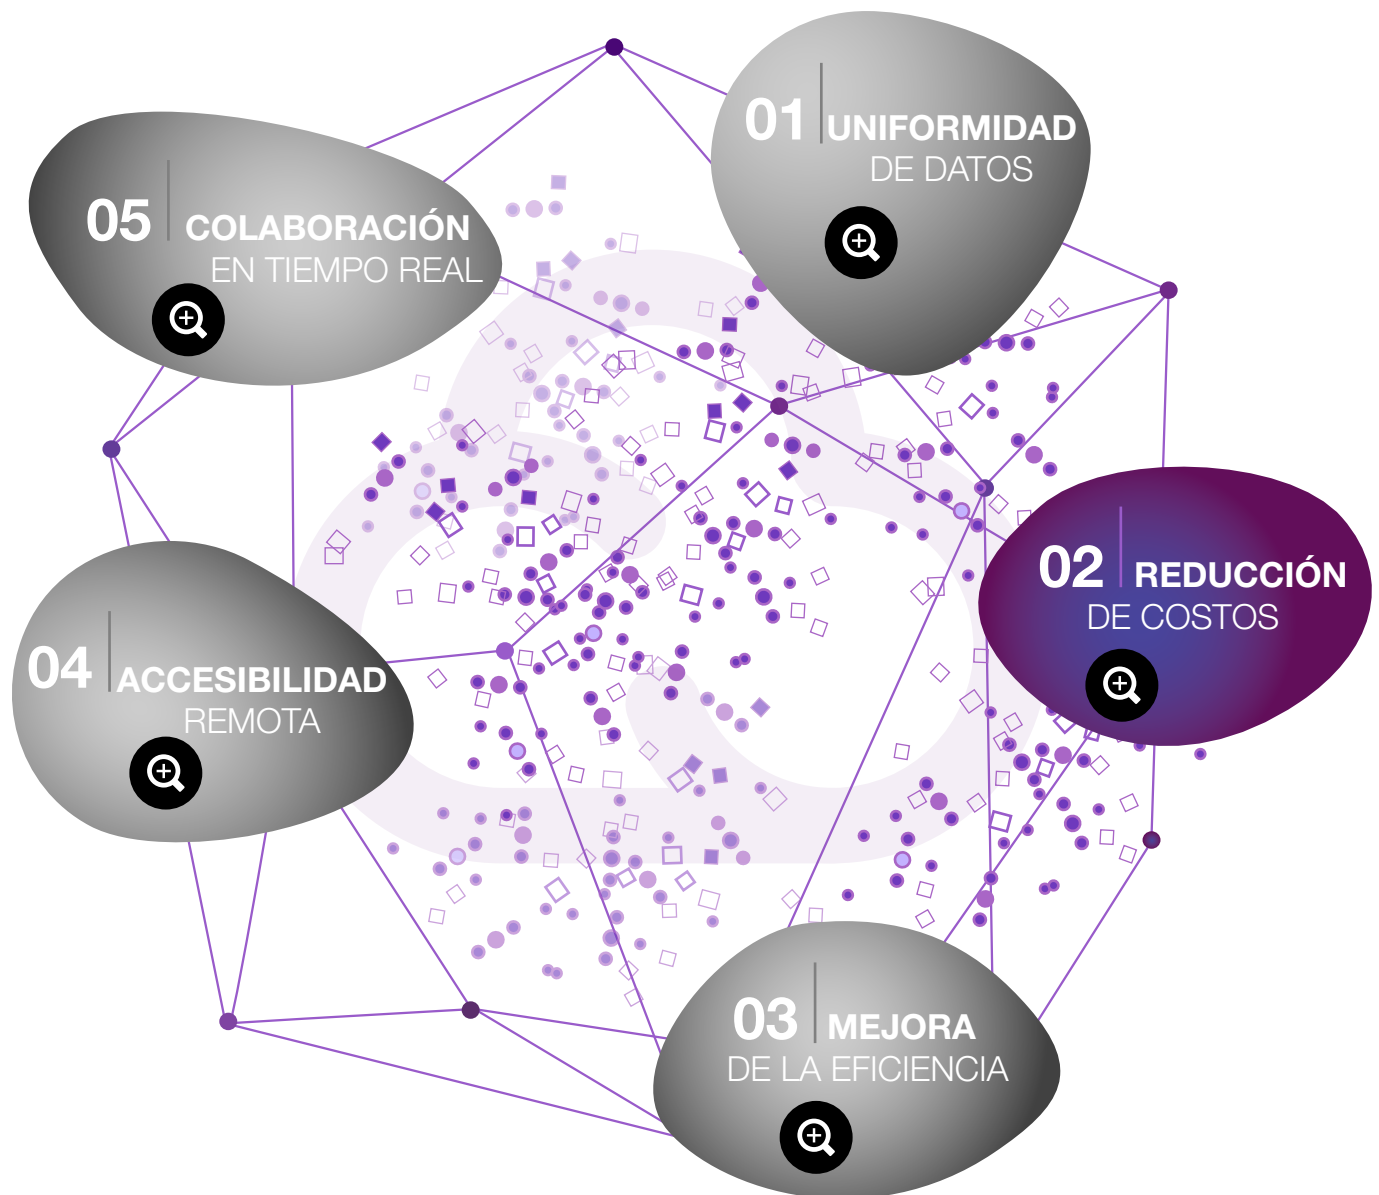 01 UNIFORMIDAD
DE DATOS
02 REDUCCIÓN
DE COSTOS
03 MEJORA
DE LA EFICIENCIA
04 ACCESIBILIDAD
REMOTA
05 COLABORACIÓN
EN TIEMPO REAL